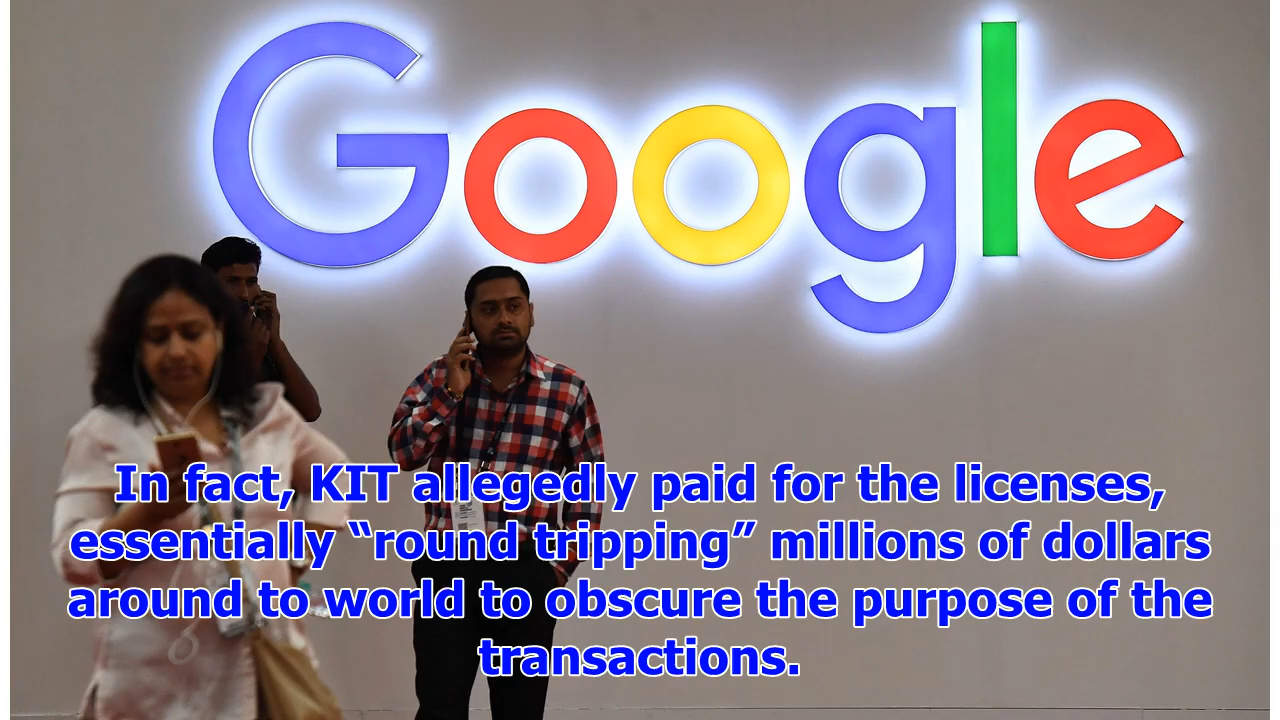 Google
In fact, KIT allegedly paid for the licenses,
essentially “round tripping” millions of dollars
around to world to obscure the purpose of the
transactions.